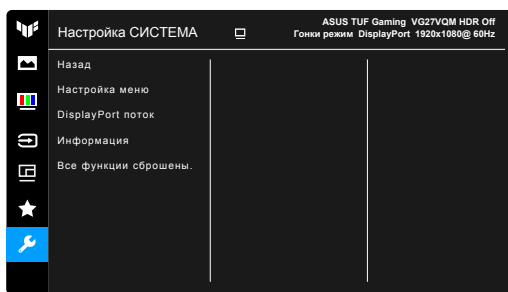 Настройка СИСТЕМА
ASUS TUF Gaming VG27VQM HDR Off
Гонки режим DisplayPort 1920x1080@ 60Hz
Назад
Настройка меню
DisplayPort поток
Информация
Все функции сброшены.